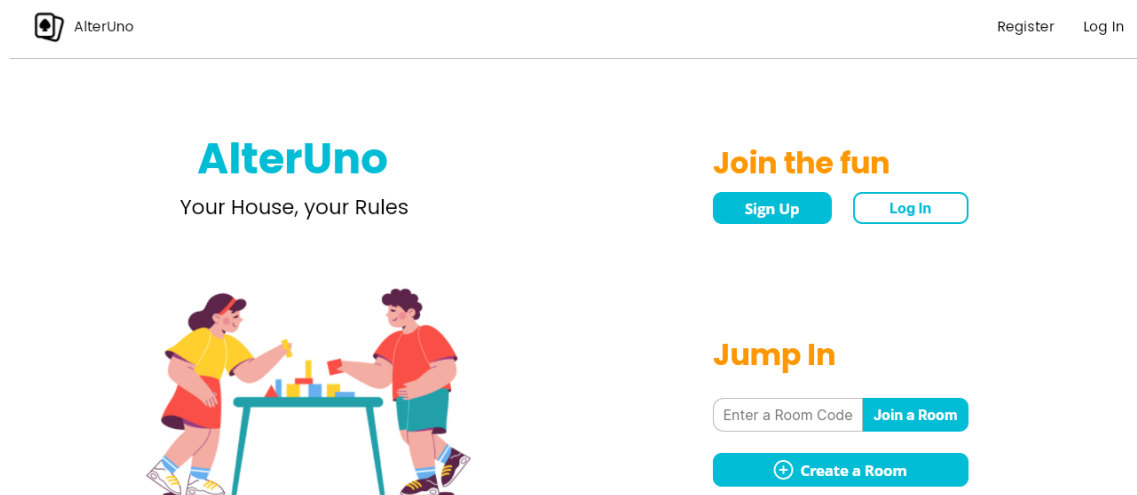 AlterUno
Register
Log In
AlterUno
Your House, your Rules
Join the fun
Sign Up
Log In
Jump In
Enter a Room Code
Join a Room
Create a Room